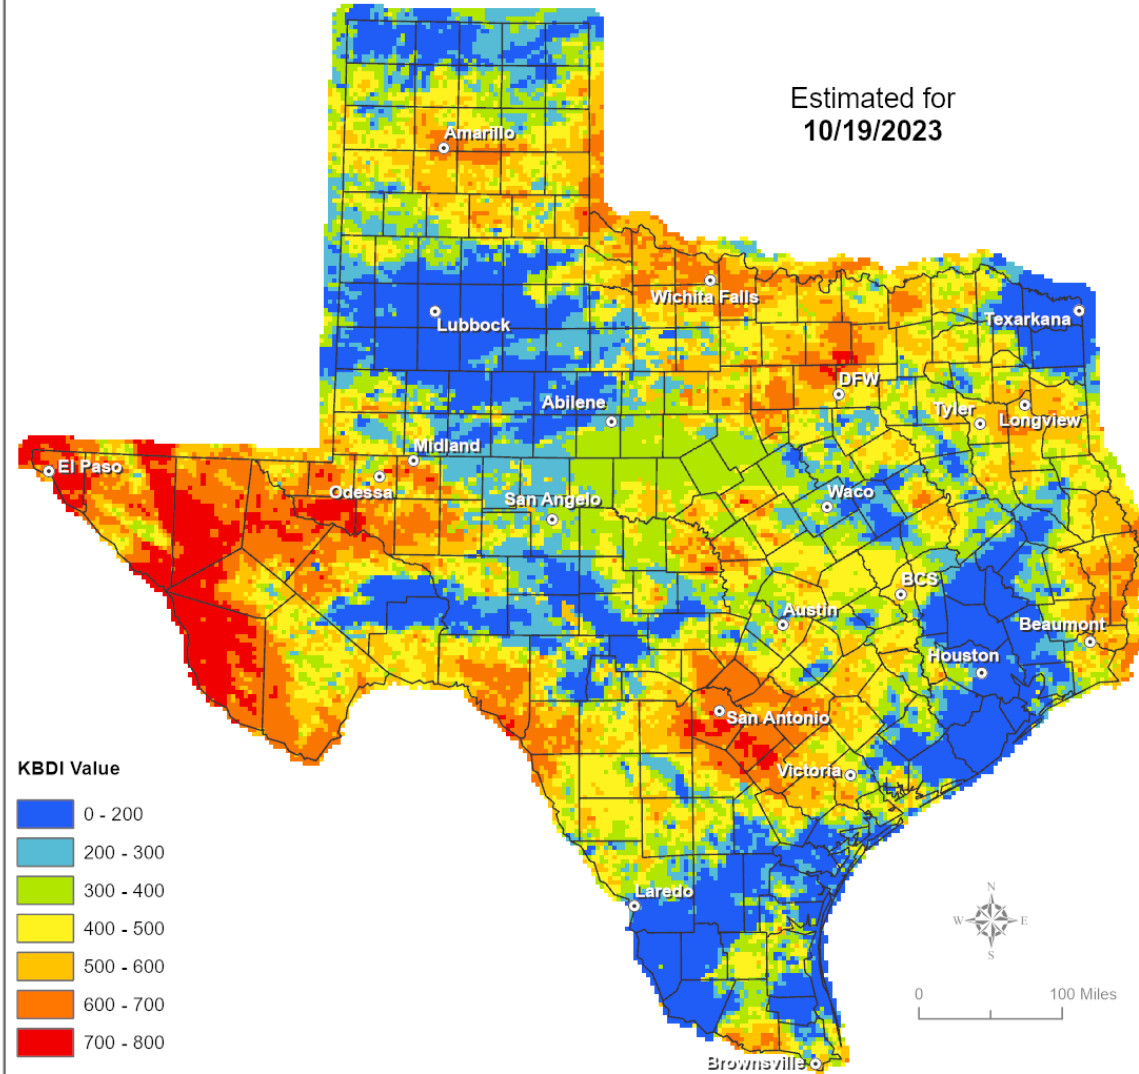 Estimated for
10/19/2023
Amarillo
Wichita Falls
Lubbock
Texarkana
DFW
Abilene
Tyler
Longview
Midland
El Paso
Odessa
San Angelo
Waco
BCS
Austin
Beaumont
Houston
San Antonio
Victoria
Laredo
Brownsville
KBDI Value
0 - 200
200 - 300
300 - 400
400 - 500
500 - 600
600 - 700
700 - 800
N
W E
S
0 100 Miles